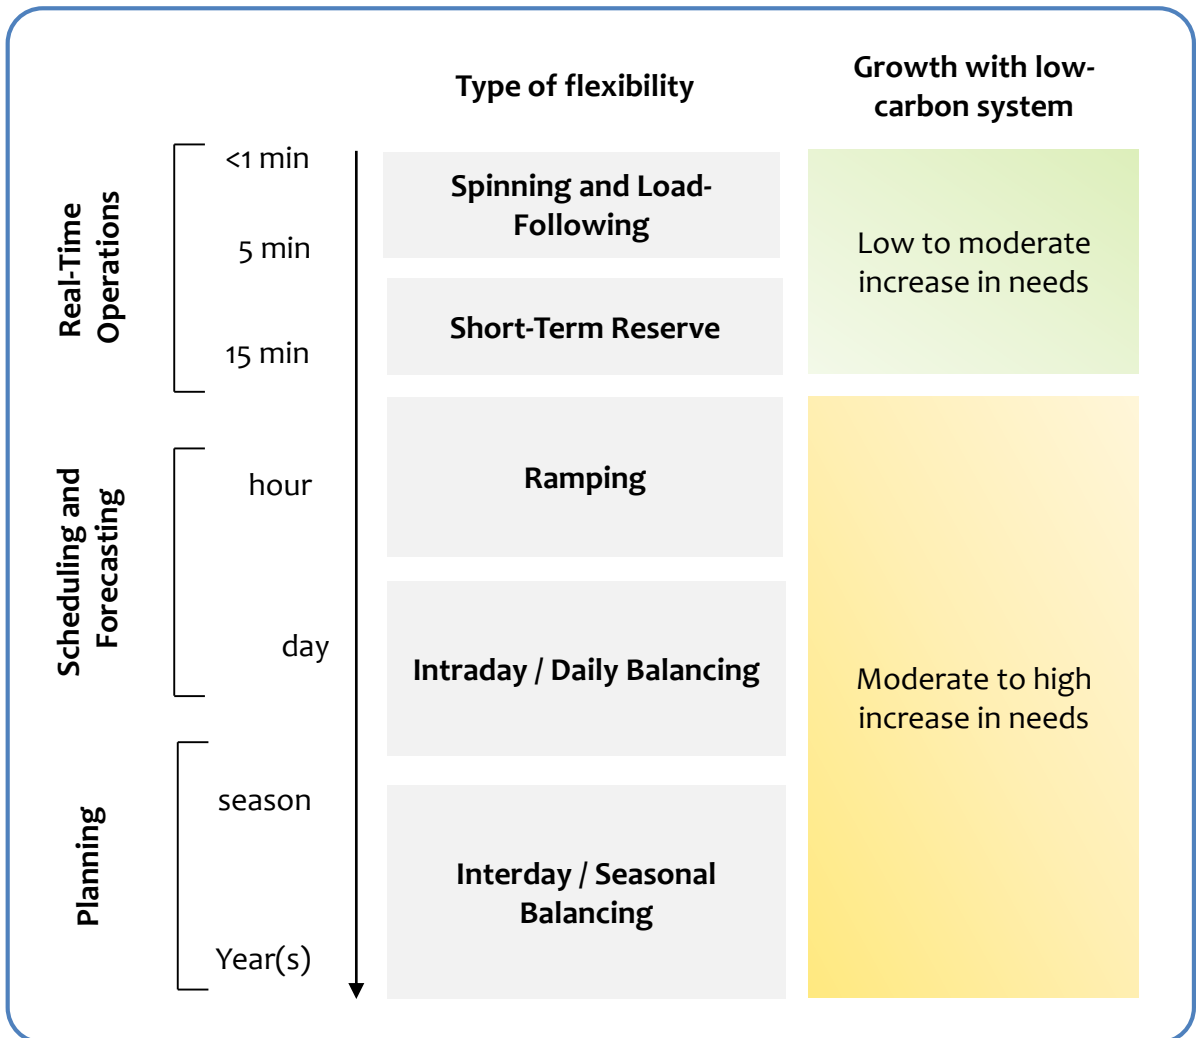 Type of flexibility
Growth with low-
carbon system
Real-Time
Operations
<1 min
5 min
15 min
Spinning and Load-
Following
Short-Term Reserve
Low to moderate
increase in needs
Scheduling and
Forecasting
hour
day
Ramping
Intraday / Daily Balancing
Moderate to high
increase in needs
Planning
season
Year(s)
Interday / Seasonal
Balancing